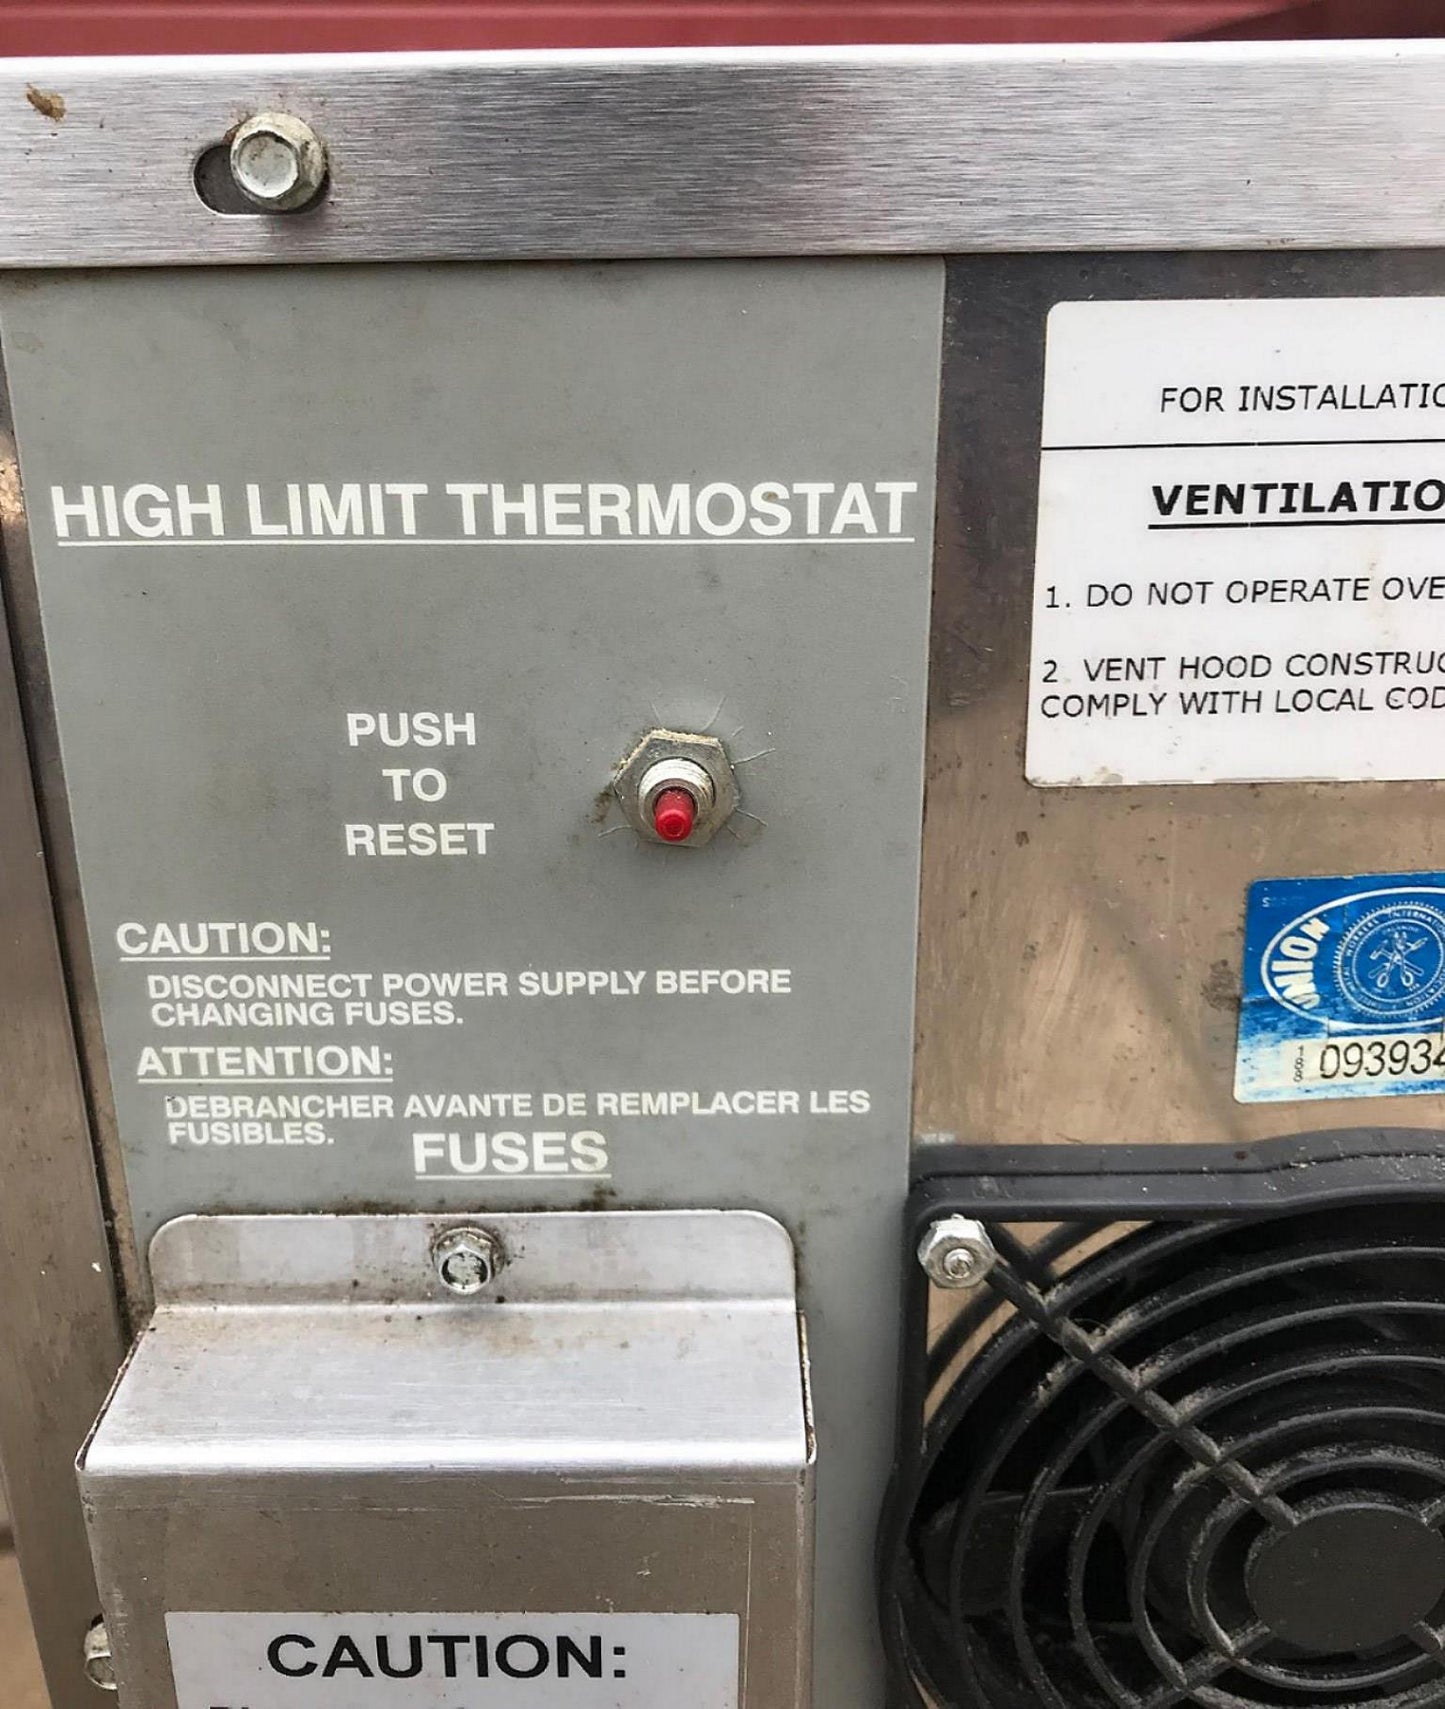 HIGH LIMIT THERMOSTAT
PUSH
TO
RESET
CAUTION:
DISCONNECT POWER SUPPLY BEFORE
CHANGING FUSES.
ATTENTION:
DEBRANCHER AVANTE DE REMPLACER LES
FUSIBLES.
FUSES
CAUTION:
FOR INSTALLATIO
VENTILATIO
1. DO NOT OPERATE OVE
2. VENT HOOD CONSTRUC
COMPLY WITH LOCAL COD
UNION
093934